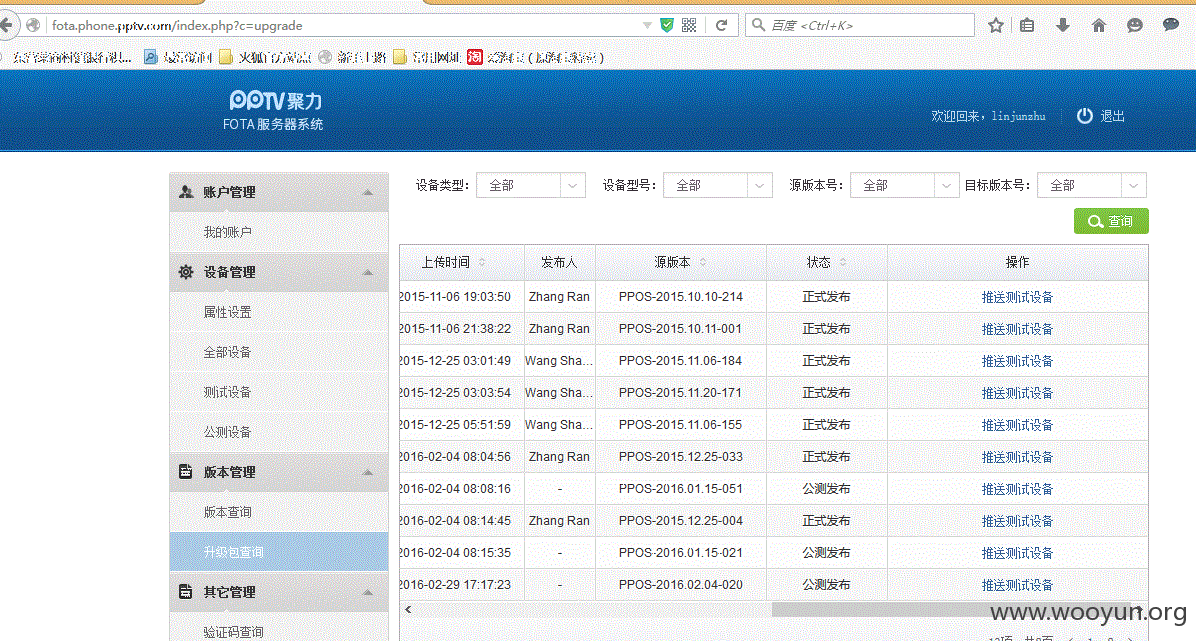 fota.phone.pptv.com/index.php?c=upgrade
百度 <Ctrl+K>
火狐官方站点 新手上路 常用网址
PPTV聚力
FOTA 服务器系统
欢迎回来，linjunzhu 退出
账户管理
我的账户
设备管理
属性设置
全部设备
测试设备
公测设备
版本管理
版本查询
升级包查询
其它管理
验证码查询
设备类型： 全部 设备型号： 全部 源版本号： 全部 目标版本号： 全部
查询
上传时间 发布人 源版本 状态 操作
2015-11-06 19:03:50 Zhang Ran PPOS-2015.10.10-214 正式发布 推送测试设备
2015-11-06 21:38:22 Zhang Ran PPOS-2015.10.11-001 正式发布 推送测试设备
2015-12-25 03:01:49 Wang Sha... PPOS-2015.11.06-184 正式发布 推送测试设备
2015-12-25 03:03:54 Wang Sha... PPOS-2015.11.20-171 正式发布 推送测试设备
2015-12-25 05:51:59 Wang Sha... PPOS-2015.11.06-155 正式发布 推送测试设备
2016-02-04 08:04:56 Zhang Ran PPOS-2015.12.25-033 正式发布 推送测试设备
2016-02-04 08:08:16 - PPOS-2016.01.15-051 公测发布 推送测试设备
2016-02-04 08:14:45 Zhang Ran PPOS-2015.12.25-004 正式发布 推送测试设备
2016-02-04 08:15:35 - PPOS-2016.01.15-021 公测发布 推送测试设备
2016-02-29 17:17:23 - PPOS-2016.02.04-020 公测发布 推送测试设备
www.wooyun.org